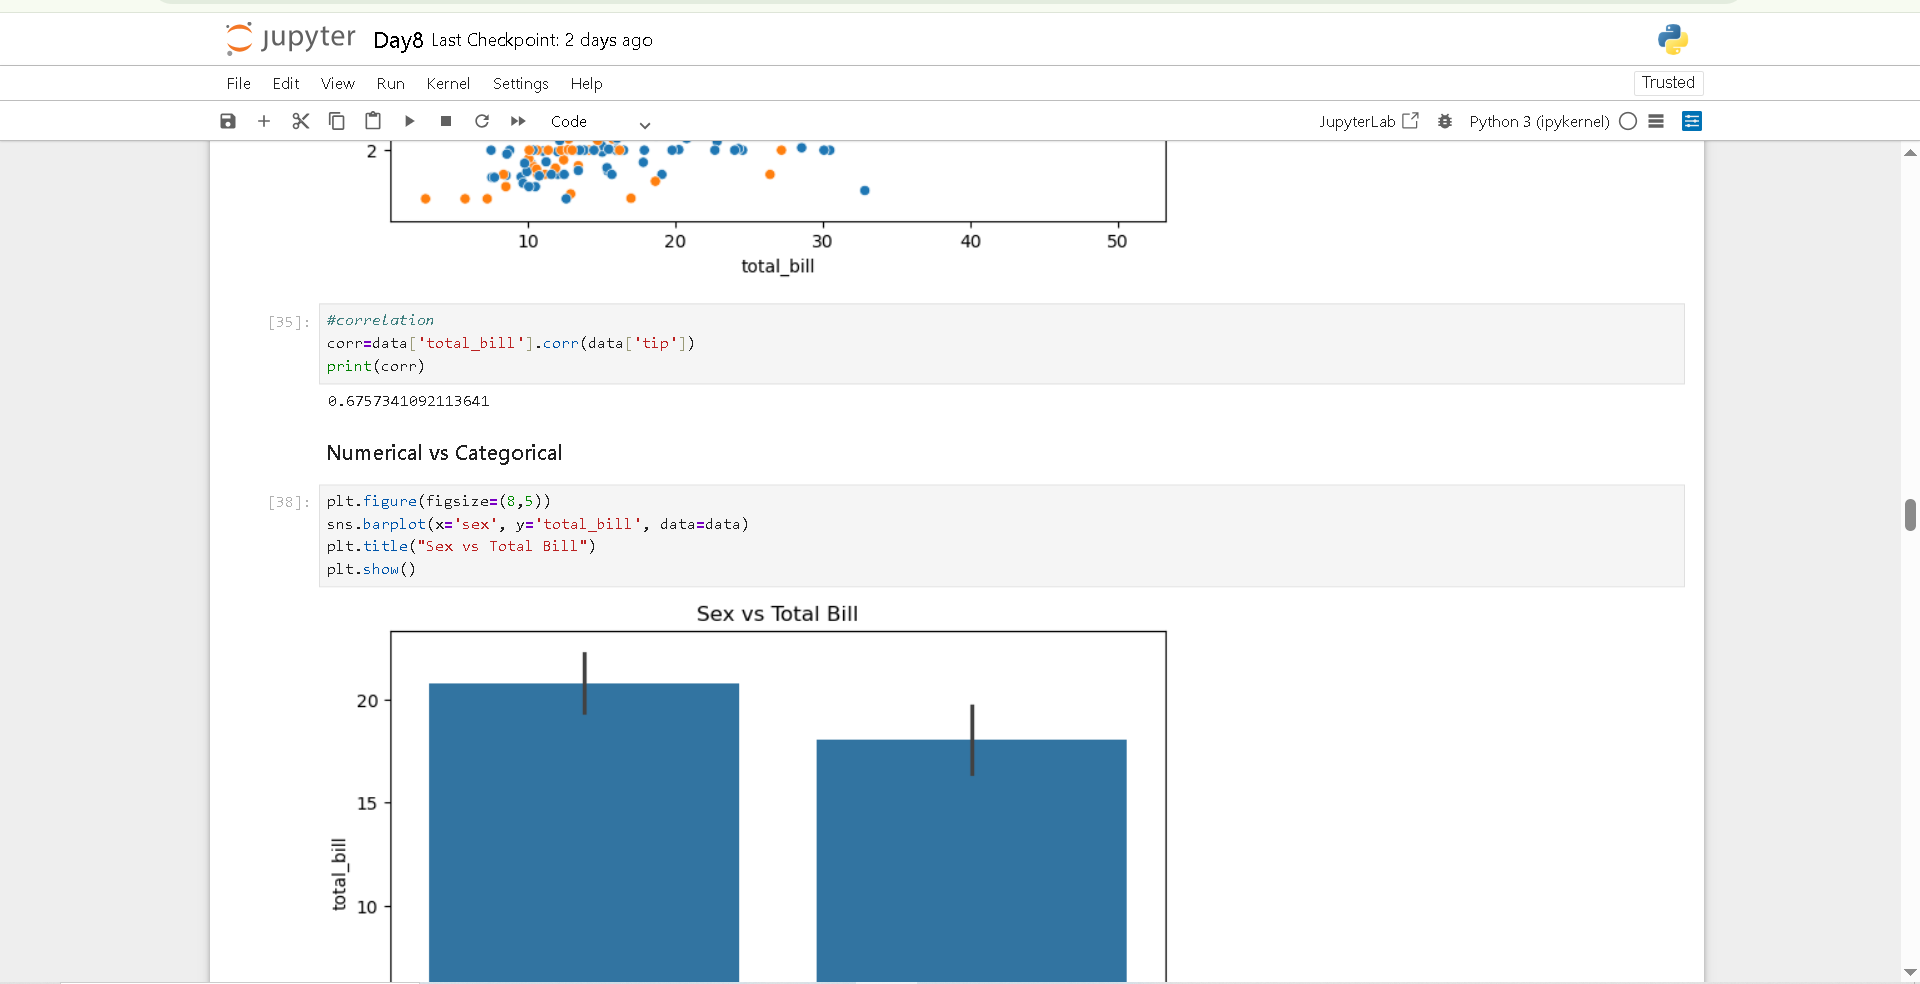 jupyter Day8 Last Checkpoint: 2 days ago
File Edit View Run Kernel Settings Help
Trusted
Code
JupyterLab
Python 3 (ipykernel)
2
10 20 30 40 50
total_bill
[35]:
#correlation
corr=data['total_bill'].corr(data['tip'])
print(corr)
0.6757341092113641
Numerical vs Categorical
[38]:
plt.figure(figsize=(8,5))
sns.barplot(x='sex', y='total_bill', data=data)
plt.title("Sex vs Total Bill")
plt.show()
Sex vs Total Bill
20
15
10
total_bill